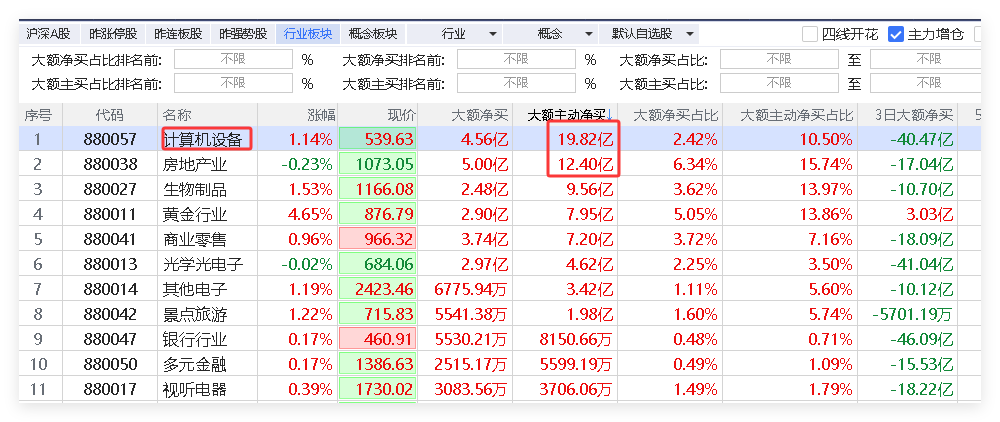 沪深A股 昨涨停股 昨连板股 昨强势股 行业板块 概念板块 行业 概念 默认自选股 四线开花 主力增仓
大额净买占比排名前: 不限 % 大额净买排名前: 不限 % 大额净买占比: 不限 至 不限
大额主买占比排名前: 不限 % 大额主买排名前: 不限 % 大额主买占比: 不限 至 不限
序号 代码 名称 涨幅 现价 大额净买 大额主动净买↓ 大额净买占比 大额主动净买占比 3日大额净买 5
1 880057 计算机设备 1.14% 539.63 4.56亿 19.82亿 2.42% 10.50% -40.47亿
2 880038 房地产业 -0.23% 1073.05 5.00亿 12.40亿 6.34% 15.74% -17.04亿
3 880027 生物制品 1.53% 1166.08 2.48亿 9.56亿 3.62% 13.97% -10.70亿
4 880011 黄金行业 4.65% 876.79 2.90亿 7.95亿 5.05% 13.86% 3.03亿
5 880041 商业零售 0.96% 966.32 3.74亿 7.20亿 3.72% 7.16% -18.09亿
6 880013 光学光电子 -0.02% 684.06 2.97亿 4.62亿 2.25% 3.50% -41.04亿
7 880014 其他电子 1.19% 2423.46 6775.94万 3.42亿 1.11% 5.60% -10.12亿
8 880042 景点旅游 1.22% 715.83 5541.38万 1.98亿 1.60% 5.74% -5701.19万
9 880047 银行行业 0.17% 460.91 5530.21万 8150.66万 0.48% 0.71% -46.09亿
10 880050 多元金融 0.17% 1386.63 2515.17万 5599.19万 0.49% 1.09% -15.53亿
11 880017 视听电器 0.39% 1730.02 3083.56万 3706.06万 1.49% 1.79% -18.22亿